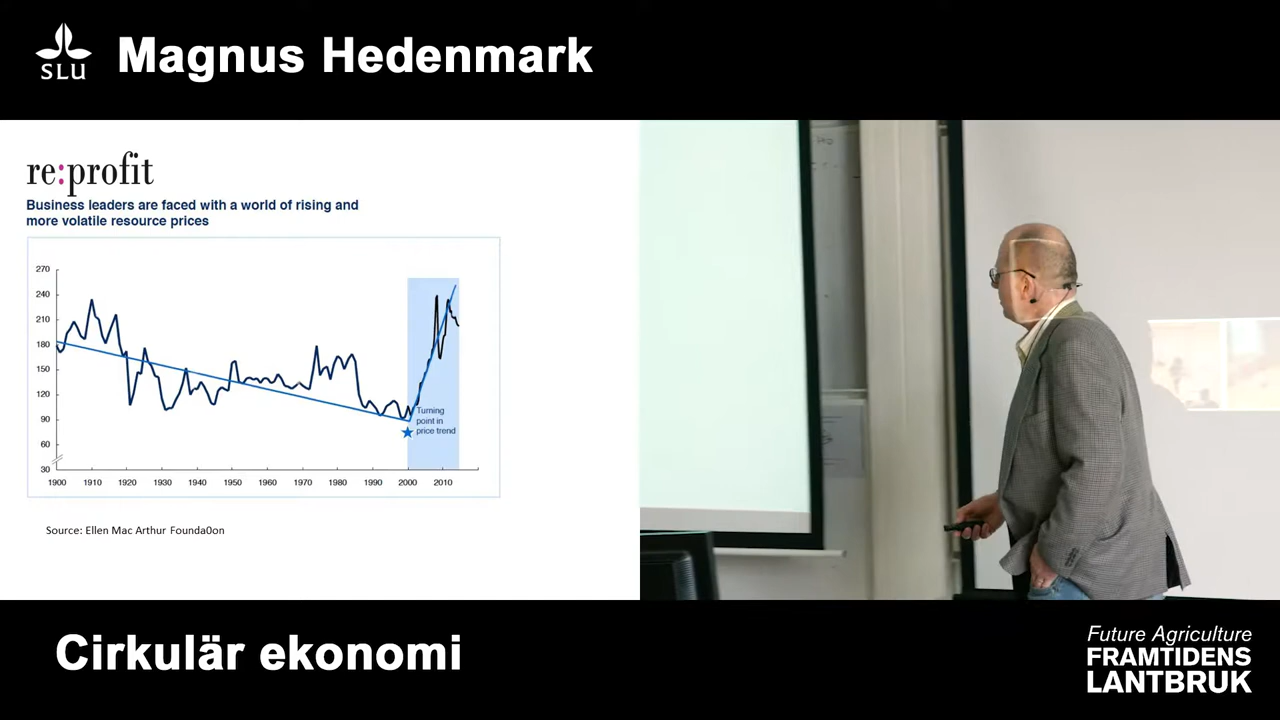 SLU
Magnus Hedenmark
re:profit
Business leaders are faced with a world of rising and
more volatile resource prices
270
240
210
180
150
120
90
60
30
Turning
point in
price trend
1900 1910 1920 1930 1940 1950 1960 1970 1980 1990 2000 2010
Source: Ellen Mac Arthur Founda0on
Cirkulär ekonomi
Future Agriculture
FRAMTIDENS
LANTBRUK